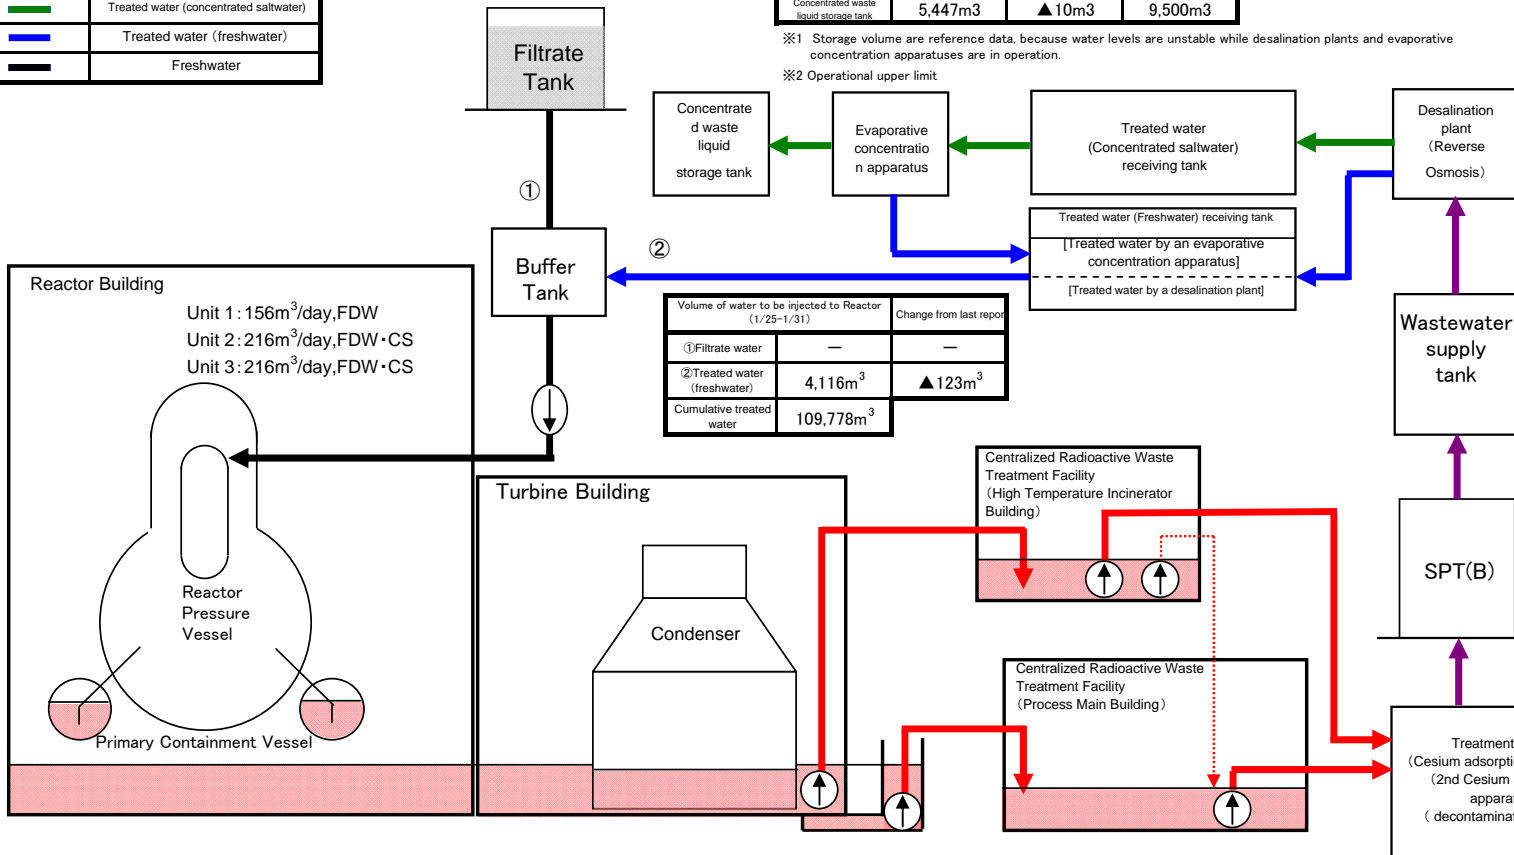 Treated water (concentrated saltwater)
Treated water (freshwater)
Freshwater
Concentrated waste
liquid storage tank
5,447m3
▲10m3
9,500m3
※1 Storage volume are reference data, because water levels are unstable while desalination plants and evaporative
concentration apparatuses are in operation.
※2 Operational upper limit
Filtrate
Tank
①
Buffer
Tank
②
Concentrate
d waste
liquid
storage tank
Evaporative
concentratio
n apparatus
Treated water
(Concentrated saltwater)
receiving tank
Desalination
plant
(Reverse
Osmosis)
Treated water (Freshwater) receiving tank
[Treated water by an evaporative
concentration apparatus]
[Treated water by a desalination plant]
Reactor Building
Unit 1:156m³/day,FDW
Unit 2:216m³/day,FDW・CS
Unit 3:216m³/day,FDW・CS
Volume of water to be injected to Reactor
(1/25-1/31)
Change from last repor
①Filtrate water
—
—
②Treated water
(freshwater)
4,116m³
▲123m³
Cumulative treated
water
109,778m³
Wastewater
supply
tank
Turbine Building
Centralized Radioactive Waste
Treatment Facility
(High Temperature Incinerator
Building)
SPT(B)
Reactor
Pressure
Vessel
Condenser
Centralized Radioactive Waste
Treatment Facility
(Process Main Building)
Primary Containment Vessel
Treatment
(Cesium adsorpti
(2nd Cesium
appara
( decontamina